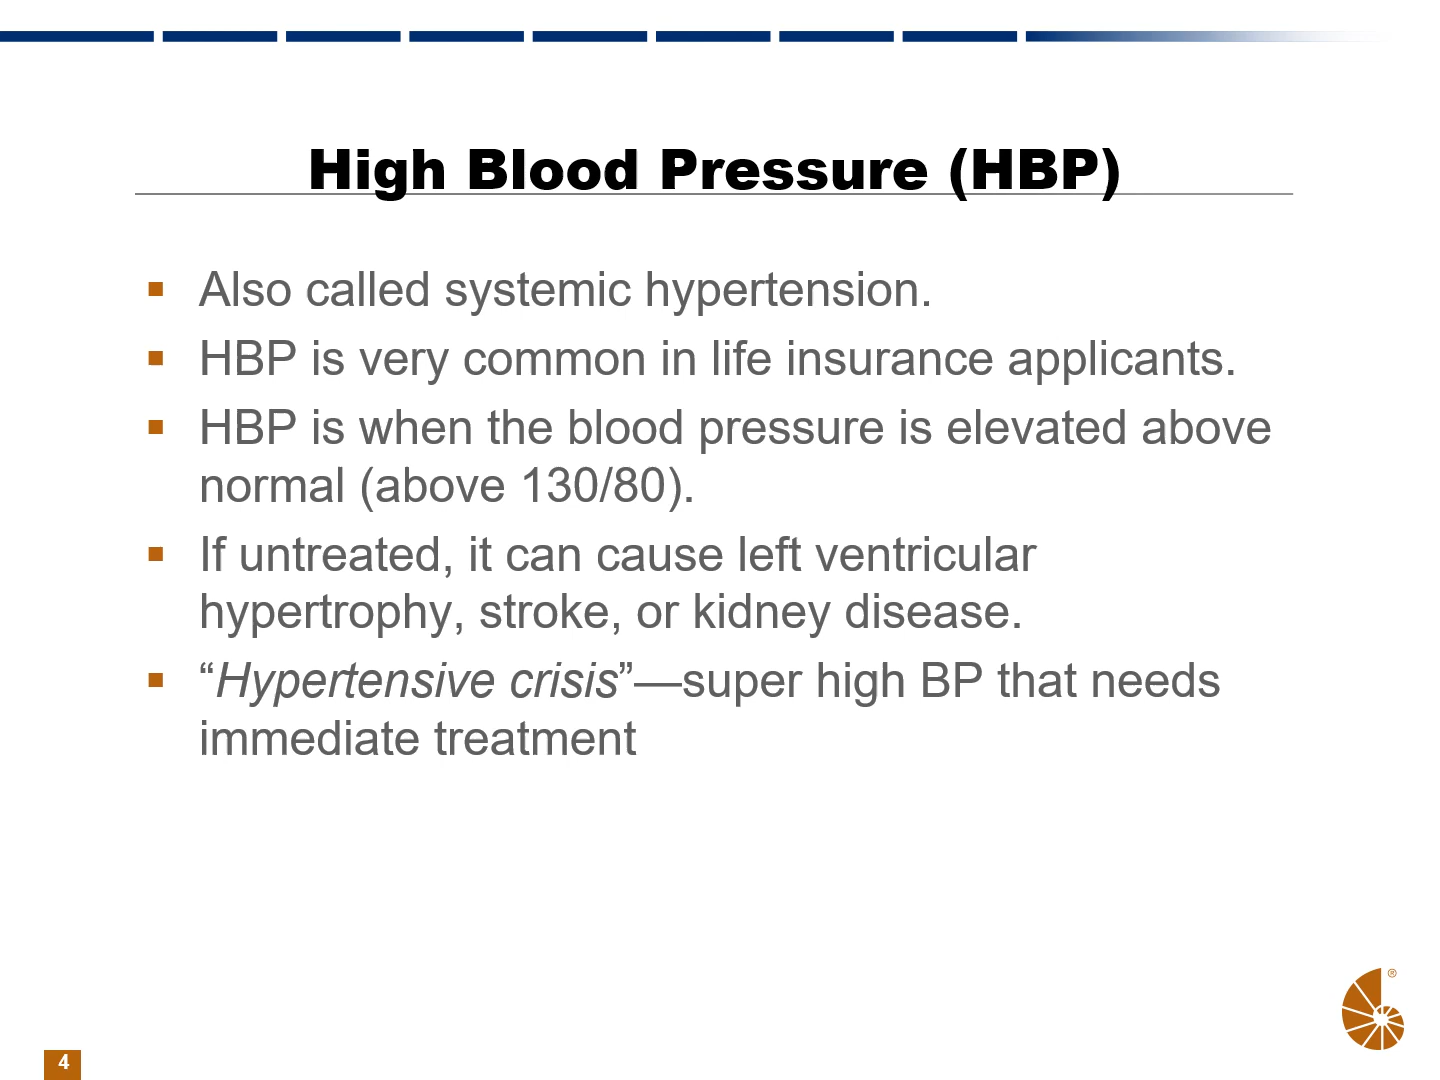 High Blood Pressure (HBP)
▪ Also called systemic hypertension.
▪ HBP is very common in life insurance applicants.
▪ HBP is when the blood pressure is elevated above
normal (above 130/80).
▪ If untreated, it can cause left ventricular
hypertrophy, stroke, or kidney disease.
▪ “Hypertensive crisis”—super high BP that needs
immediate treatment
®
4